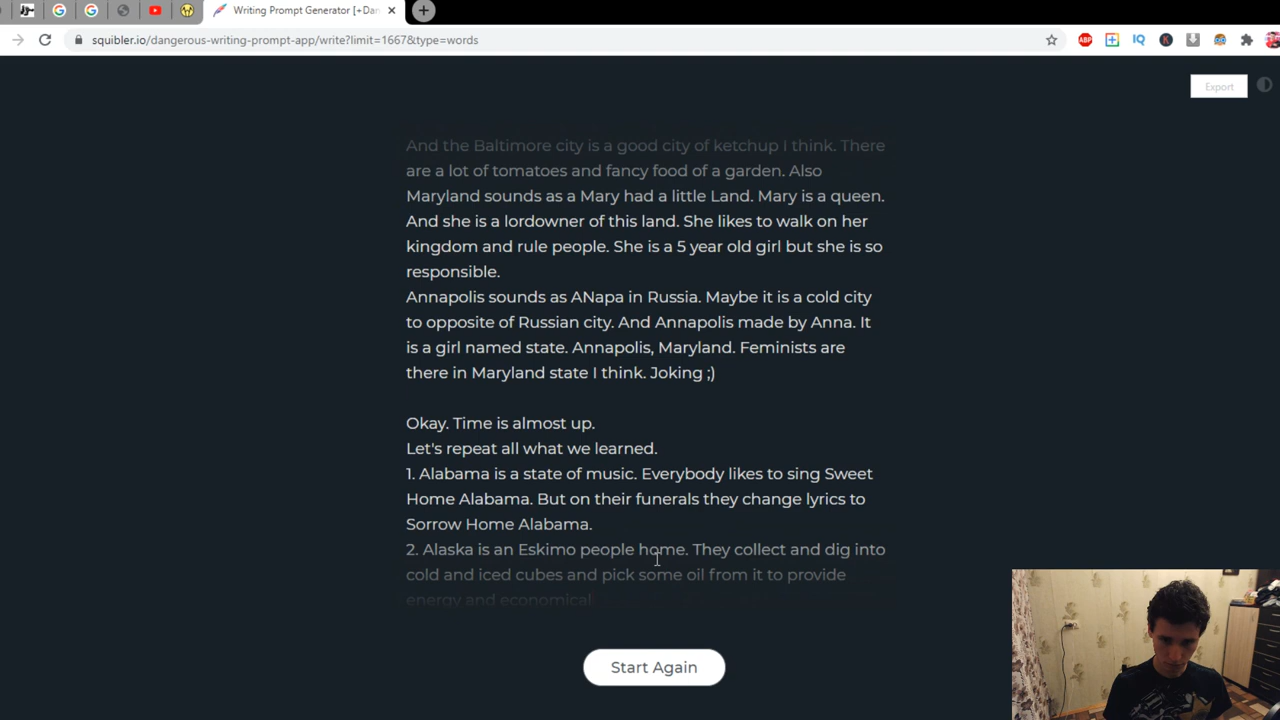 Writing Prompt Generator [+Dan
squibler.io/dangerous-writing-prompt-app/write?limit=1667&type=words
ABP
IQ
K
Export
And the Baltimore city is a good city of ketchup I think. There
are a lot of tomatoes and fancy food of a garden. Also
Maryland sounds as a Mary had a little Land. Mary is a queen.
And she is a lordowner of this land. She likes to walk on her
kingdom and rule people. She is a 5 year old girl but she is so
responsible.
Annapolis sounds as ANapa in Russia. Maybe it is a cold city
to opposite of Russian city. And Annapolis made by Anna. It
is a girl named state. Annapolis, Maryland. Feminists are
there in Maryland state I think. Joking ;)
Okay. Time is almost up.
Let's repeat all what we learned.
1. Alabama is a state of music. Everybody likes to sing Sweet
Home Alabama. But on their funerals they change lyrics to
Sorrow Home Alabama.
2. Alaska is an Eskimo people home. They collect and dig into
cold and iced cubes and pick some oil from it to provide
energy and economical
Start Again